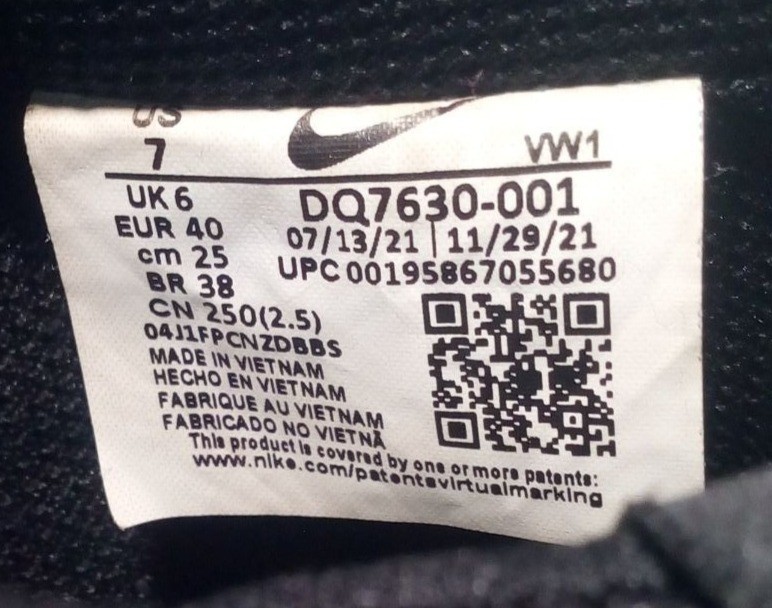 US
7
VW1
UK 6
EUR 40
cm 25
BR 38
CN 250(2.5)
04J1FPCNZDBBS
MADE IN VIETNAM
HECHO EN VIETNAM
FABRIQUE AU VIETNAM
FABRICADO NO VIETNÃ
DQ7630-001
07/13/21 | 11/29/21
UPC 00195867055680
This product is covered by one or more patents:
www.nike.com/patentsvirtualmarking